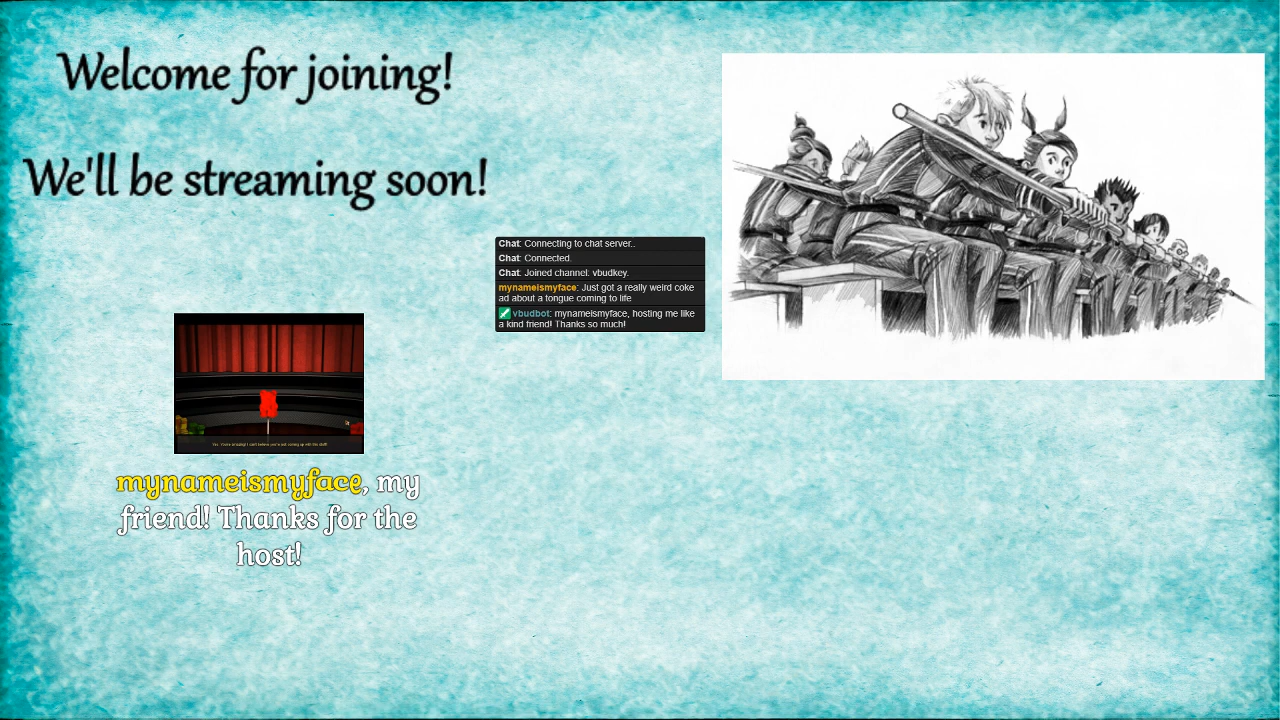 Welcome for joining!
We'll be streaming soon!
Chat: Connecting to chat server..
Chat: Connected.
Chat: Joined channel: vbudkey.
mynameismyface: Just got a really weird coke
ad about a tongue coming to life
vbudbot: mynameismyface, hosting me like
a kind friend! Thanks so much!
mynameismyface, my
friend! Thanks for the
host!